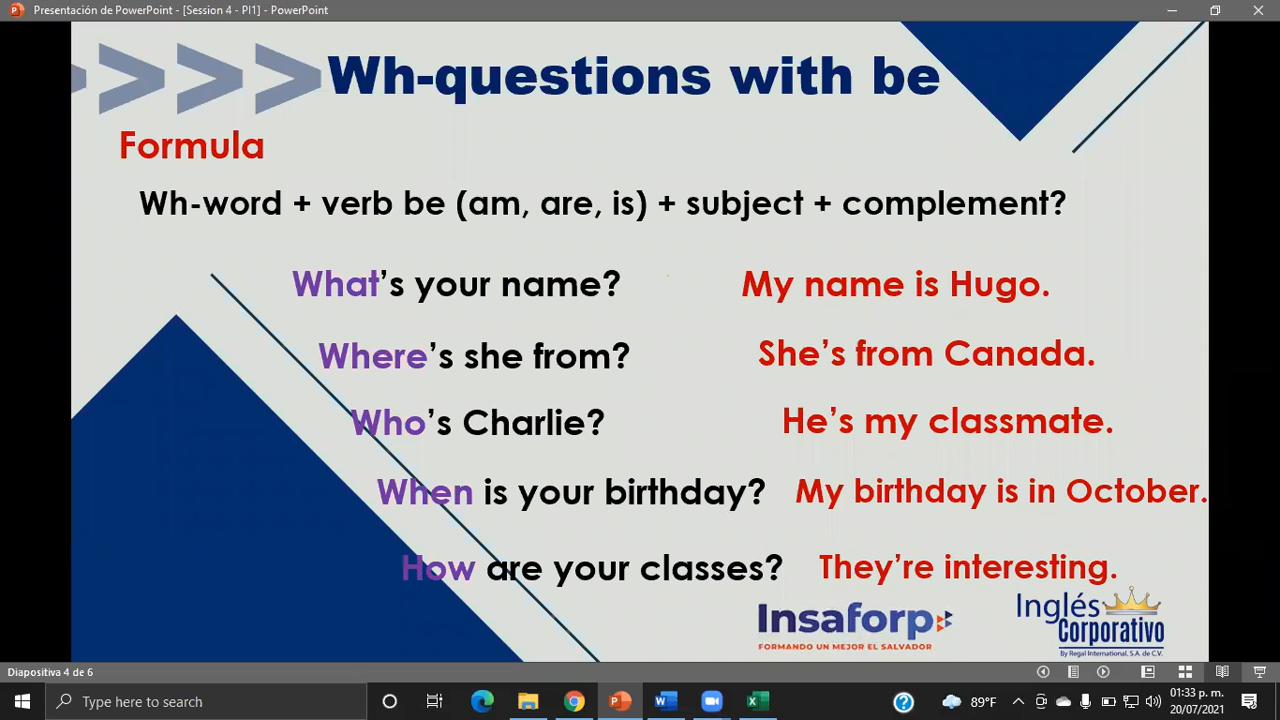 Presentación de PowerPoint - [Session 4 - PI1] - PowerPoint
Wh-questions with be
Formula
Wh-word + verb be (am, are, is) + subject + complement?
What's your name? My name is Hugo.
Where's she from? She's from Canada.
Who's Charlie? He's my classmate.
When is your birthday? My birthday is in October.
How are your classes? They're interesting.
Insaforp
FORMANDO UN MEJOR EL SALVADOR
Inglés
Corporativo
By Regal International, S.A. de C.V.
Diapositiva 4 de 6
Type here to search
89°F
01:33 p. m.
20/07/2021